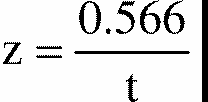 z = 0.566 / t